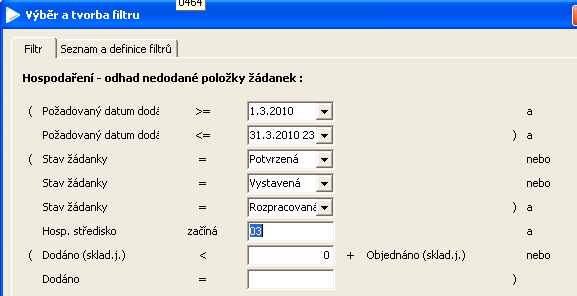 0464
Výběr a tvorba filtru
Filtr Seznam a definice filtrů
Hospodaření - odhad nedodané položky žádanek :
( Požadovaný datum dodá >= 1.3.2010 a
Požadovaný datum dodá <= 31.3.2010 23 ) a
( Stav žádanky = Potvrzená nebo
Stav žádanky = Vystavená nebo
Stav žádanky = Rozpracovaná ) a
Hosp. středisko začíná 03 a
( Dodáno (sklad.j.) < 0 + Objednáno (sklad.j.) nebo
Dodáno = )